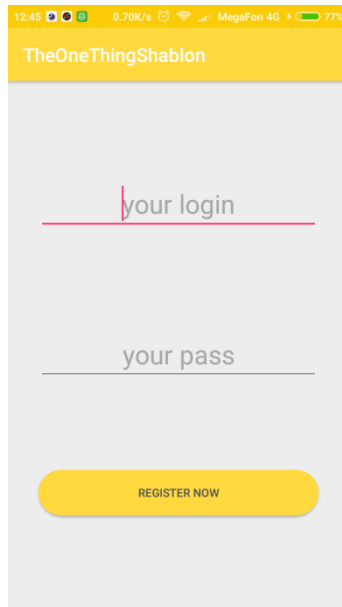 12:45 0.70K/s MegaFon 4G 77%
TheOneThingShablon
your login
your pass
REGISTER NOW